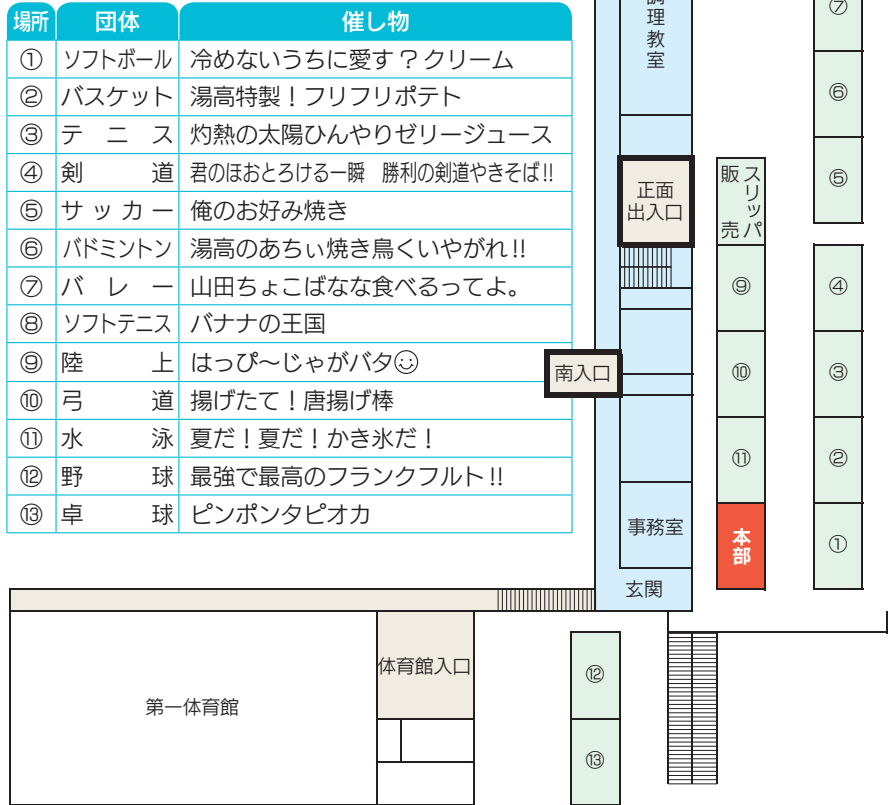 場所 団体 催し物
① ソフトボール 冷めないうちに愛す？クリーム
② バスケット 湯高特製！フリフリポテト
③ テニス 灼熱の太陽ひんやりゼリージュース
④ 剣道 君のほおとろける一瞬　勝利の剣道やきそば!!
⑤ サッカー 俺のお好み焼き
⑥ バドミントン 湯高のあちぃ焼き鳥くいやがれ!!
⑦ バレー 山田ちょこばなな食べるってよ。
⑧ ソフトテニス バナナの王国
⑨ 陸上 はっぴ～じゃがバタ☺
⑩ 弓道 揚げたて！唐揚げ棒
⑪ 水泳 夏だ！夏だ！かき氷だ！
⑫ 野球 最強で最高のフランクフルト!!
⑬ 卓球 ピンポンタピオカ
調理教室
正面
出入口
南入口
事務室
玄関
スリッパ
販売
⑨
⑩
⑪
本部
⑦
⑥
⑤
④
③
②
①
第一体育館
体育館入口
⑫
⑬